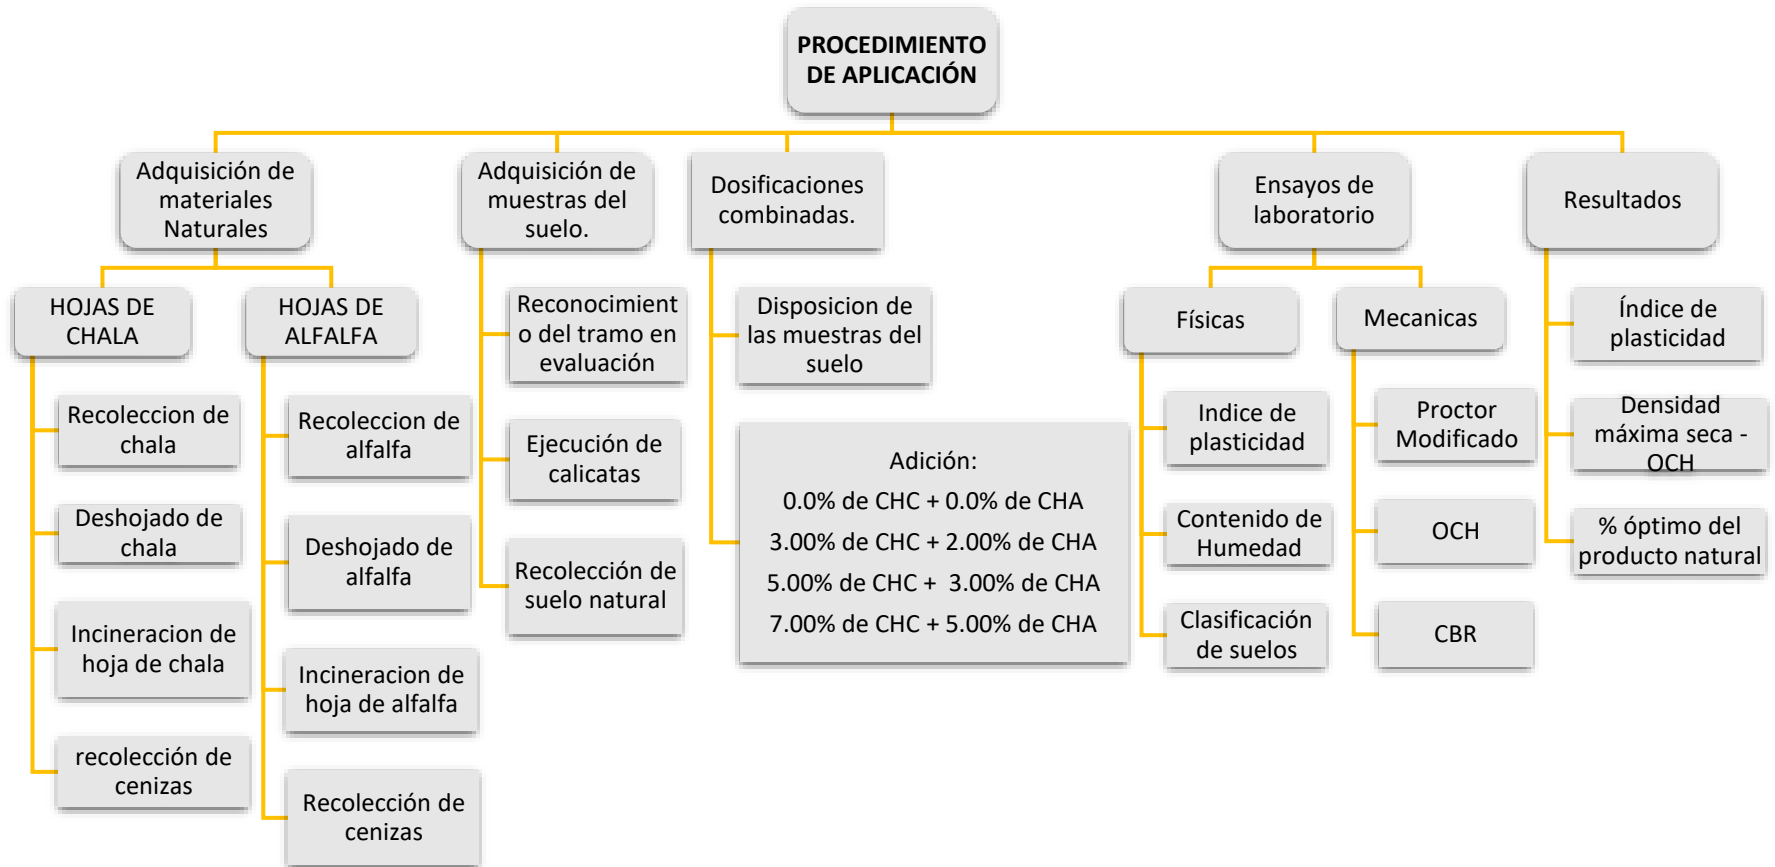 PROCEDIMIENTO
DE APLICACIÓN
Adquisición de
materiales
Naturales
HOJAS DE
CHALA
Recoleccion de
chala
Deshojado de
chala
Incineracion de
hoja de chala
recolección de
cenizas
HOJAS DE
ALFALFA
Recoleccion de
alfalfa
Deshojado de
alfalfa
Incineracion de
hoja de alfalfa
Recolección de
cenizas
Adquisición de
muestras del
suelo.
Reconocimient
o del tramo en
evaluación
Ejecución de
calicatas
Recolección de
suelo natural
Dosificaciones
combinadas.
Disposicion de
las muestras del
suelo
Adición:
0.0% de CHC + 0.0% de CHA
3.00% de CHC + 2.00% de CHA
5.00% de CHC +  3.00% de CHA
7.00% de CHC + 5.00% de CHA
Ensayos de
laboratorio
Físicas
Indice de
plasticidad
Contenido de
Humedad
Clasificación
de suelos
Mecanicas
Proctor
Modificado
OCH
CBR
Resultados
Índice de
plasticidad
Densidad
máxima seca -
OCH
% óptimo del
producto natural